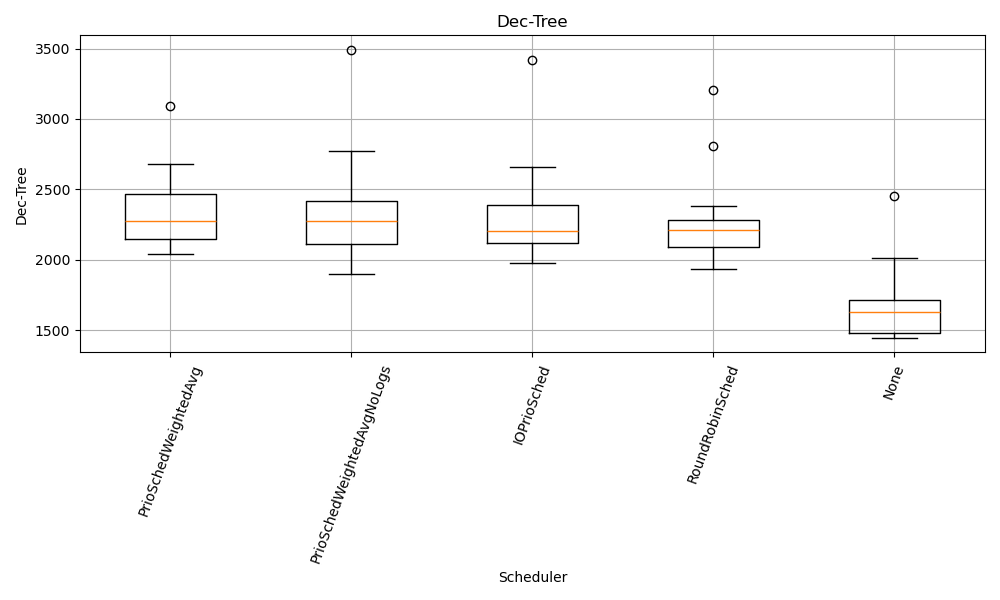 Dec-Tree
Dec-Tree
3500
3000
2500
2000
1500
PrioSchedWeightedAvg
PrioSchedWeightedAvgNoLogs
IOPrioSched
RoundRobinSched
None
Scheduler